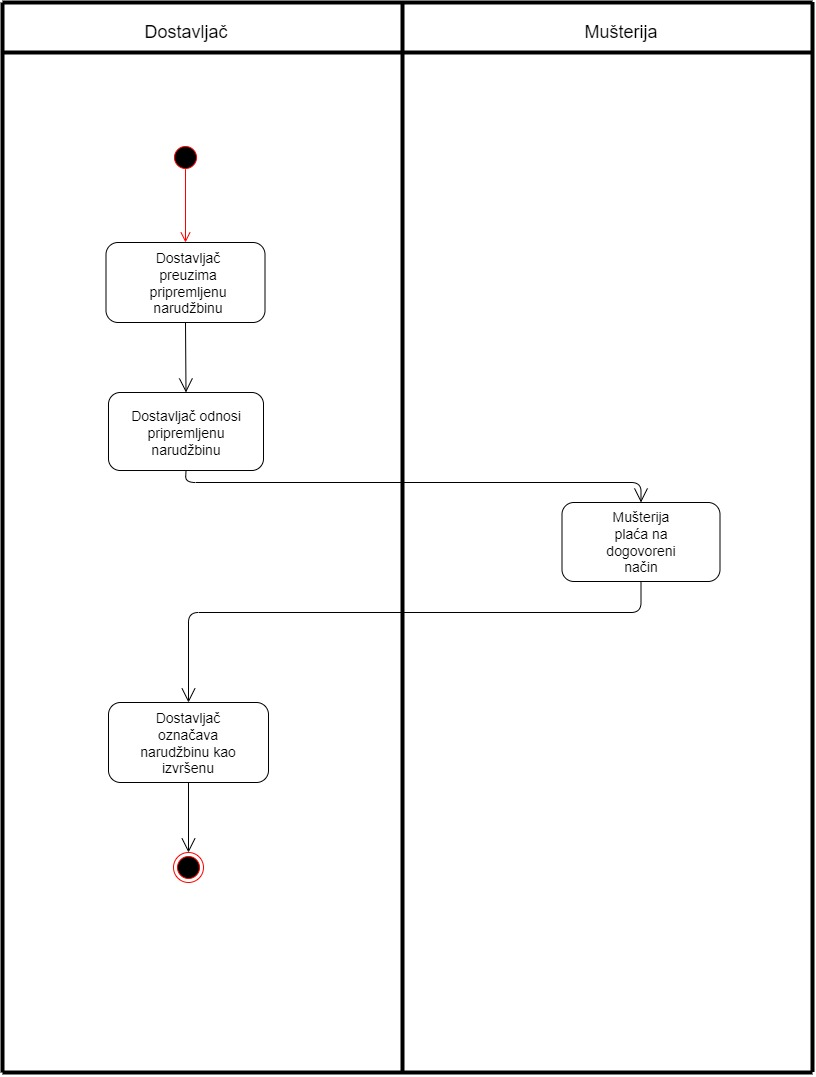 Dostavljač
Mušterija
Dostavljač
preuzima
pripremljenu
narudžbinu
Dostavljač odnosi
pripremljenu
narudžbinu
Mušterija
plaća na
dogovoreni
način
Dostavljač
označava
narudžbinu kao
izvršenu